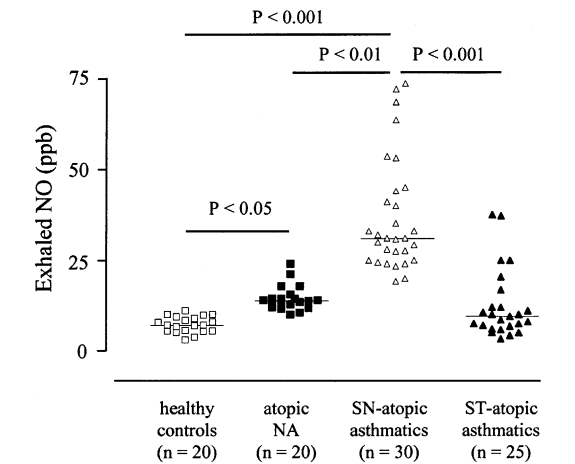 P < 0.001
P < 0.01 P < 0.001
75
50
25
0
Exhaled NO (ppb)
P < 0.05
healthy controls (n = 20)
atopic NA (n = 20)
SN-atopic asthmatics (n = 30)
ST-atopic asthmatics (n = 25)